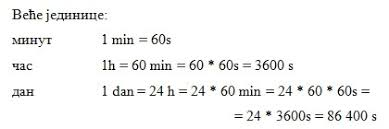 Веће јединице:
минут 1 min = 60s
час 1h = 60 min = 60 * 60s = 3600 s
дан 1 dan = 24 h = 24 * 60 min = 24 * 60 * 60s =
= 24 * 3600s = 86 400 s